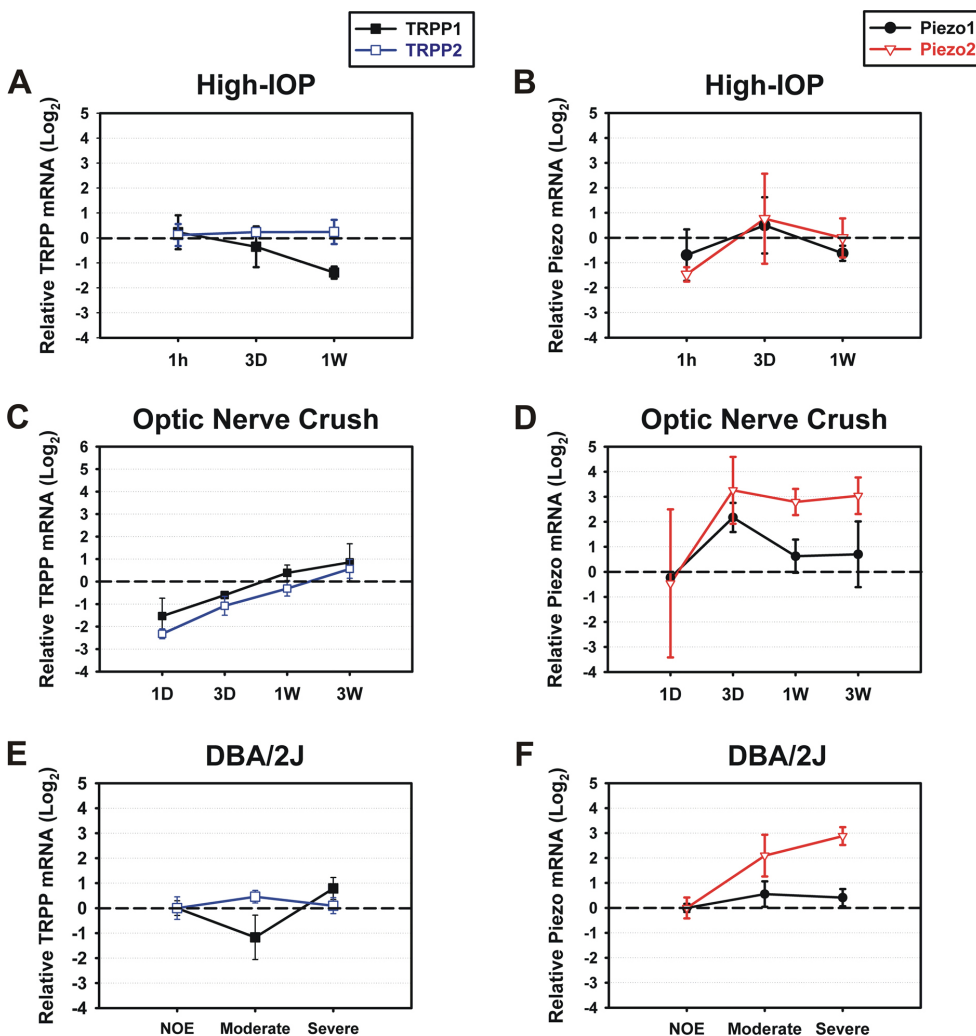 TRPP1
TRPP2
Piezo1
Piezo2
A
High-IOP
Relative TRPP mRNA (Log2)
5
4
3
2
1
0
-1
-2
-3
-4
1h 3D 1W
B
High-IOP
Relative Piezo mRNA (Log2)
5
4
3
2
1
0
-1
-2
-3
-4
1h 3D 1W
C
Optic Nerve Crush
Relative TRPP mRNA (Log2)
6
5
4
3
2
1
0
-1
-2
-3
-4
1D 3D 1W 3W
D
Optic Nerve Crush
Relative Piezo mRNA (Log2)
5
4
3
2
1
0
-1
-2
-3
-4
1D 3D 1W 3W
E
DBA/2J
Relative TRPP mRNA (Log2)
5
4
3
2
1
0
-1
-2
-3
-4
NOE Moderate Severe
F
DBA/2J
Relative Piezo mRNA (Log2)
5
4
3
2
1
0
-1
-2
-3
-4
NOE Moderate Severe